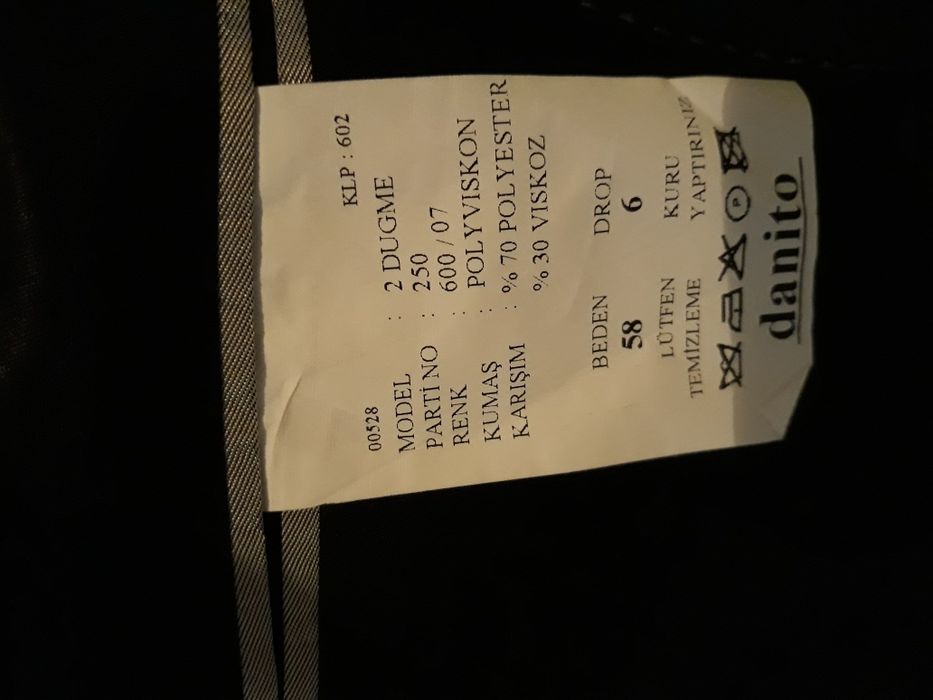 KLP : 602
00528
MODEL : 2 DUGME
PARTİ NO : 250
RENK : 600 / 07
KUMAŞ : POLYVISKON
KARIŞIM : % 70 POLYESTER
% 30 VISKOZ
BEDEN DROP
58 6
LÜTFEN KURU
TEMİZLEME YAPTIRINIZ
P
danito